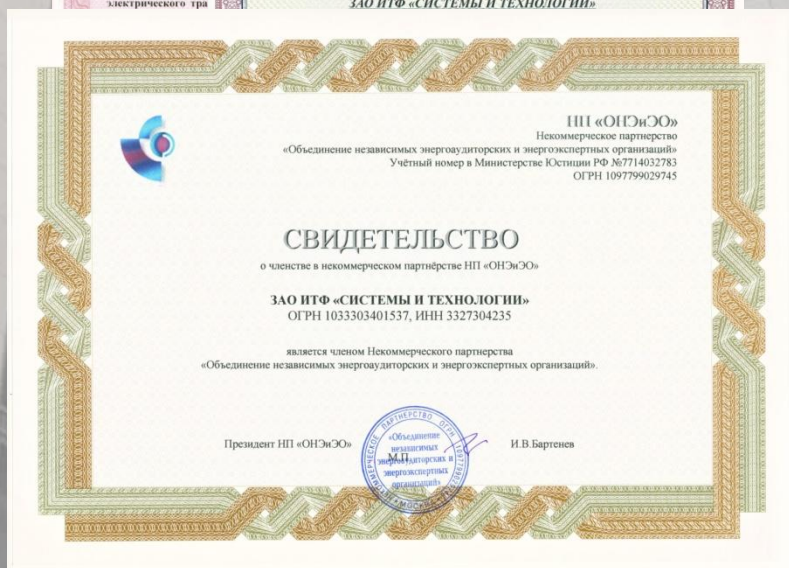 электрического тра
ЗАО ИТФ «СИСТЕМЫ И ТЕХНОЛОГИИ»
НП «ОНЭиЭО»
Некоммерческое партнерство
«Объединение независимых энергоаудиторских и энергоэкспертных организаций»
Учётный номер в Министерстве Юстиции РФ №7714032783
ОГРН 1097799029745
СВИДЕТЕЛЬСТВО
о членстве в некоммерческом партнёрстве НП «ОНЭиЭО»
ЗАО ИТФ «СИСТЕМЫ И ТЕХНОЛОГИИ»
ОГРН 1033303401537, ИНН 3327304235
является членом Некоммерческого партнерства
«Объединение независимых энергоаудиторских и энергоэкспертных организаций».
Президент НП «ОНЭиЭО»
М.П.
И.В.Бартенев
«Объединение
независимых
энергоаудиторских и
энергоэкспертных
организаций»